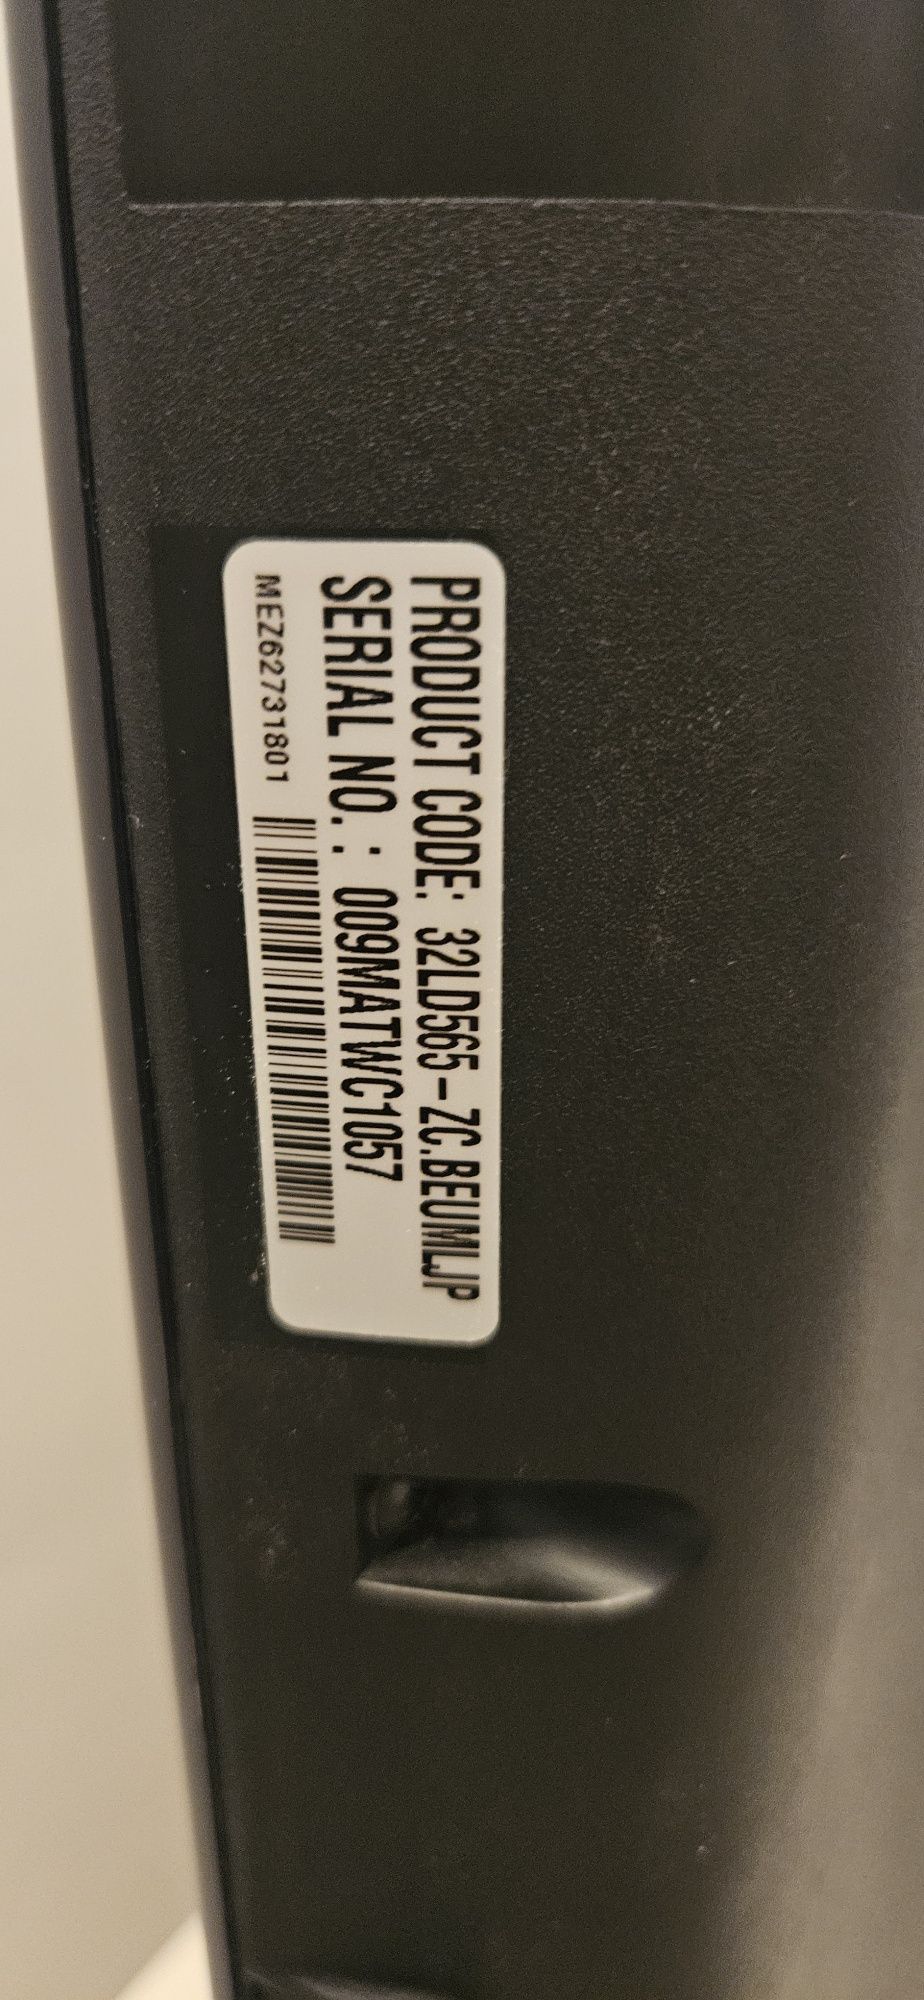 PRODUCT CODE: 32LD565-ZC.BEUMLJP
SERIAL NO. : 009MATWC1057
MEZ62731801